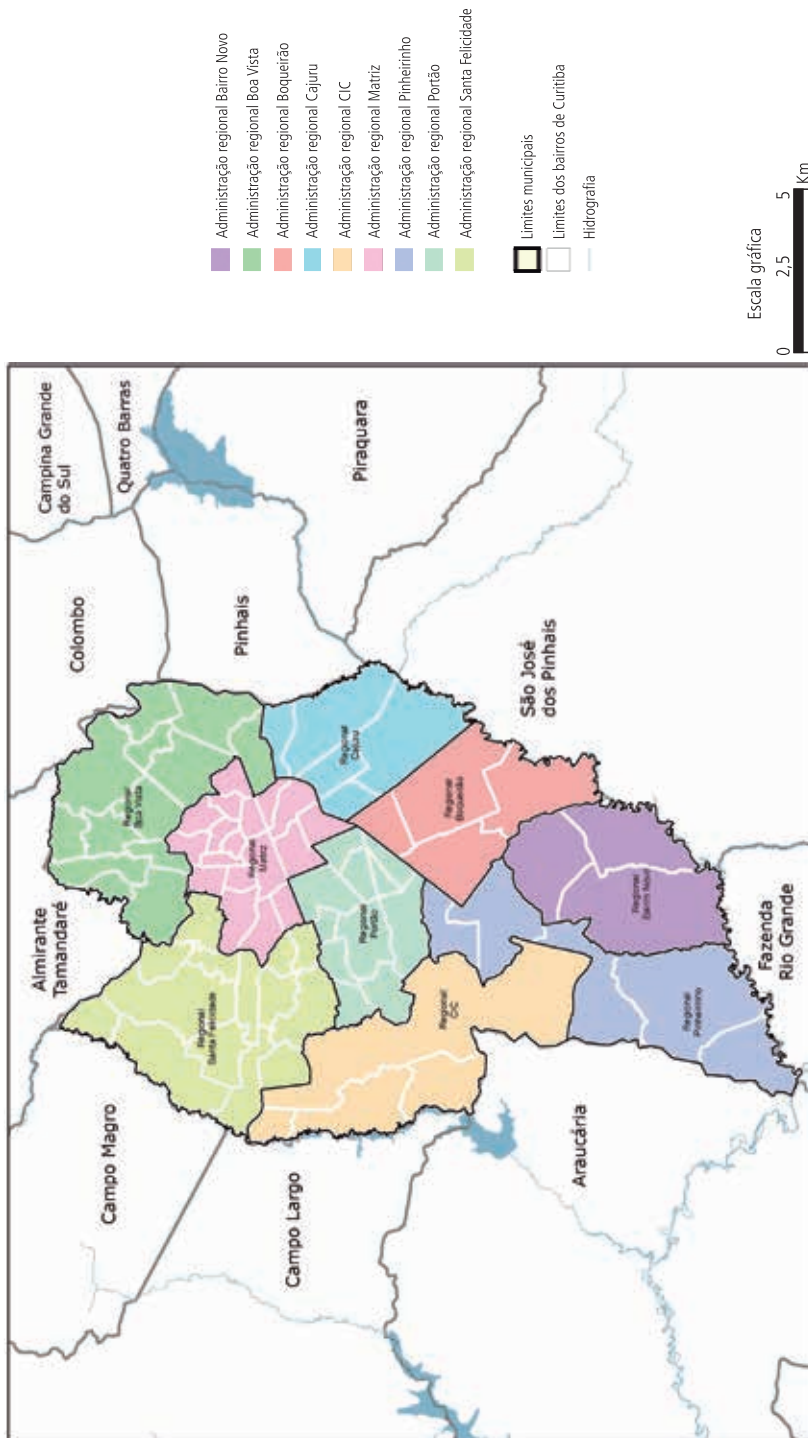 Almirante
Tamandaré
Colombo
Campina Grande
do Sul
Quatro Barras
Campo Magro
Pinhais
Piraquara
Campo Largo
São José
dos Pinhais
Araucária
Fazenda
Rio Grande
Regional
Boa Vista
Regional
Santa Felicidade
Regional
Matriz
Regional
Cajuru
Regional
Portão
Regional
Boqueirão
Regional
CIC
Regional
Bairro Novo
Regional
Pinheirinho
Administração regional Bairro Novo
Administração regional Boa Vista
Administração regional Boqueirão
Administração regional Cajuru
Administração regional CIC
Administração regional Matriz
Administração regional Pinheirinho
Administração regional Portão
Administração regional Santa Felicidade
Limites municipais
Limites dos bairros de Curitiba
Hidrografia
Escala gráfica
0 2,5 5
Km